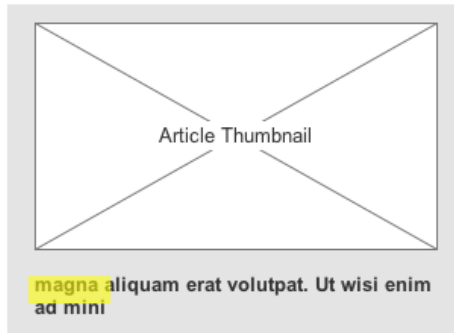 Article Thumbnail
magna aliquam erat volutpat. Ut wisi enim
ad mini